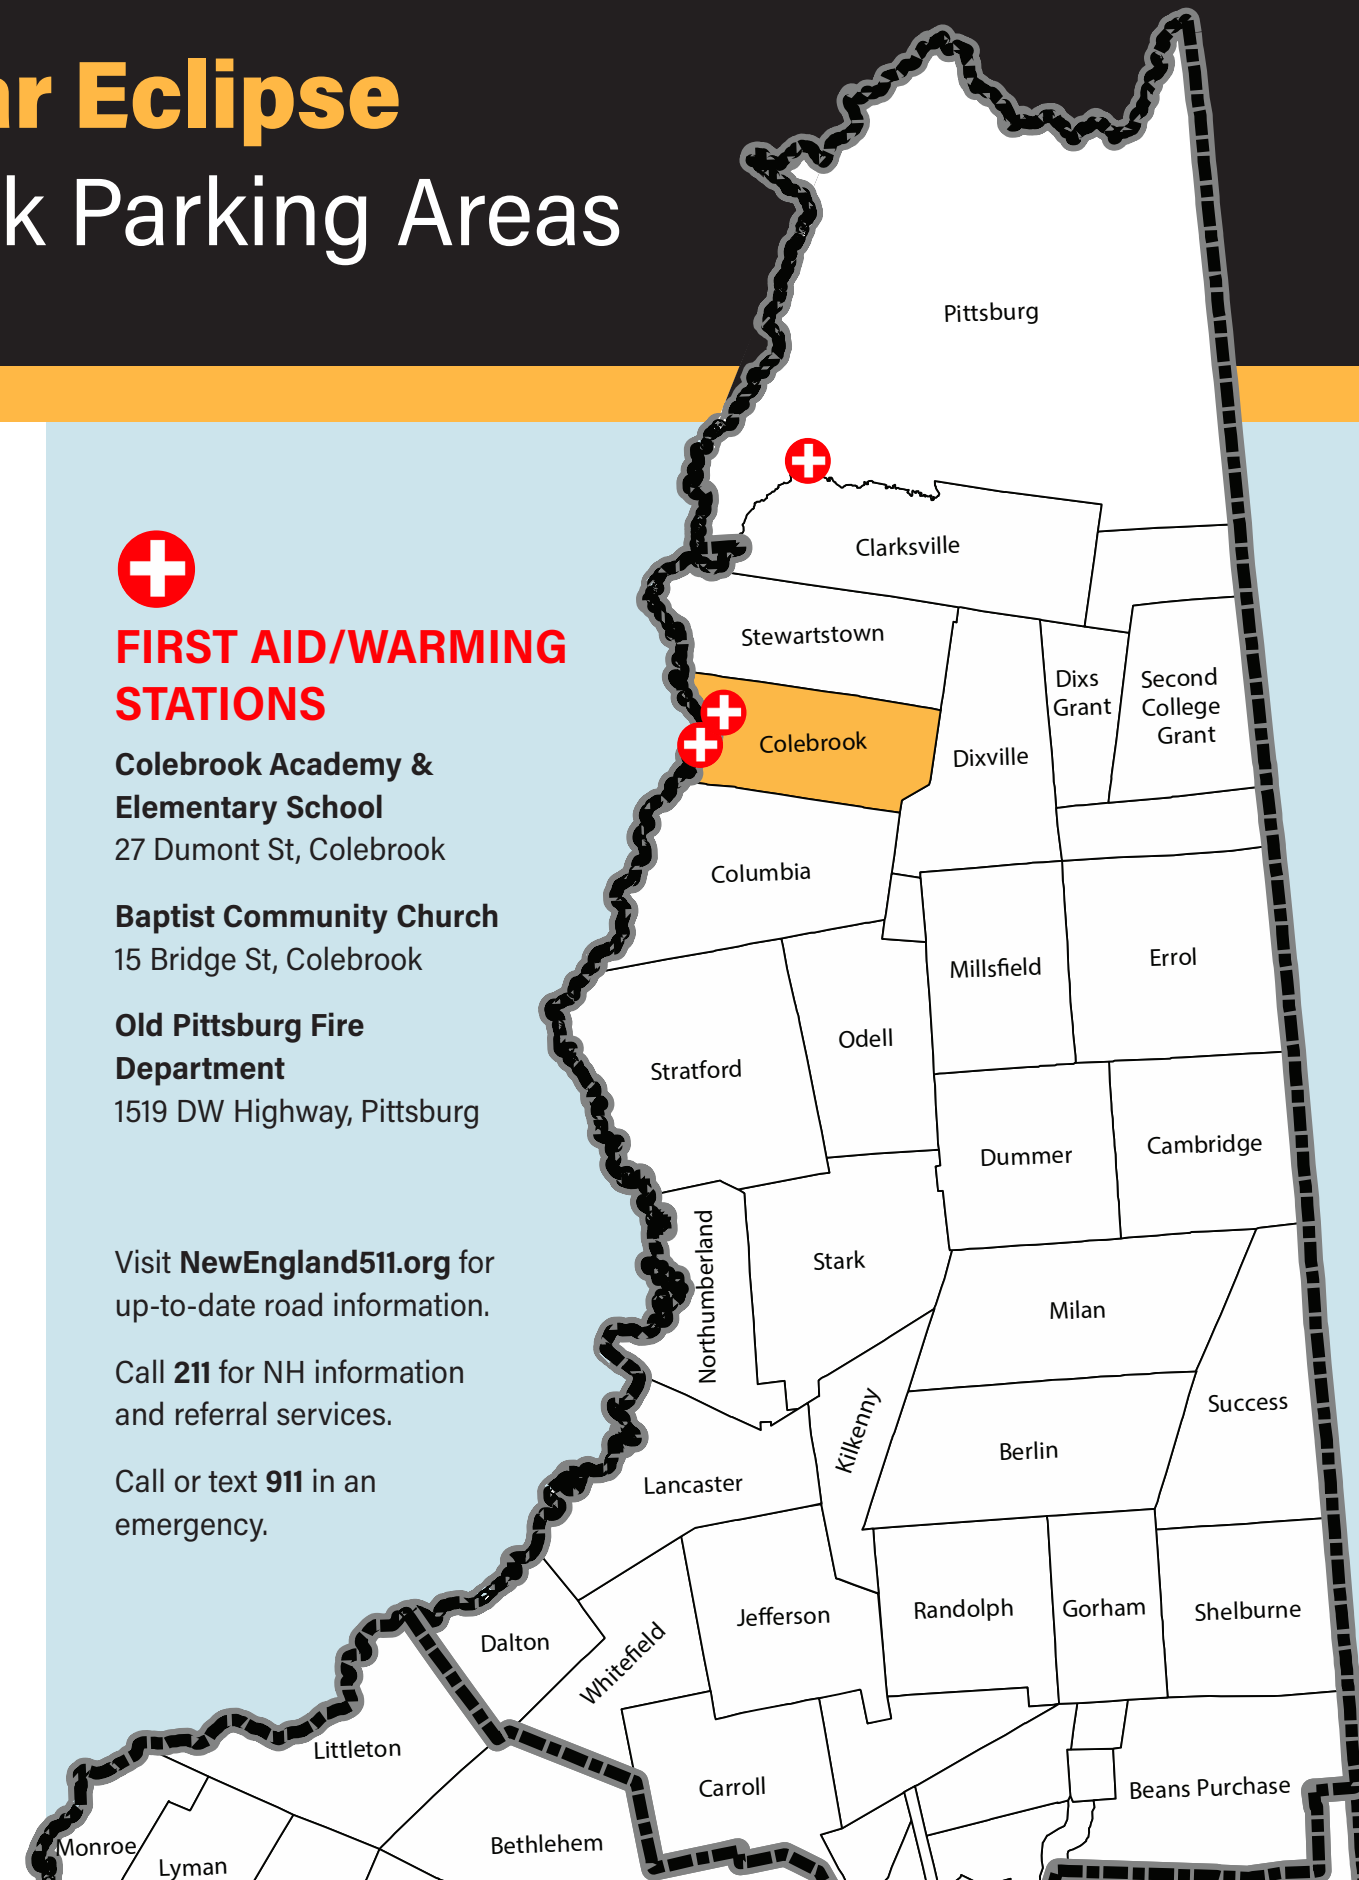 ar Eclipse
k Parking Areas
FIRST AID/WARMING
STATIONS
Colebrook Academy &
Elementary School
27 Dumont St, Colebrook
Baptist Community Church
15 Bridge St, Colebrook
Old Pittsburg Fire
Department
1519 DW Highway, Pittsburg
Visit NewEngland511.org for
up-to-date road information.
Call 211 for NH information
and referral services.
Call or text 911 in an
emergency.
Pittsburg
Clarksville
Stewartstown
Dixs
Grant
Second
College
Grant
Colebrook
Dixville
Columbia
Millsfield
Errol
Odell
Stratford
Dummer
Cambridge
Northumberland
Stark
Milan
Kilkenny
Success
Berlin
Lancaster
Jefferson
Randolph
Gorham
Shelburne
Dalton
Whitefield
Littleton
Carroll
Beans Purchase
Bethlehem
Monroe
Lyman